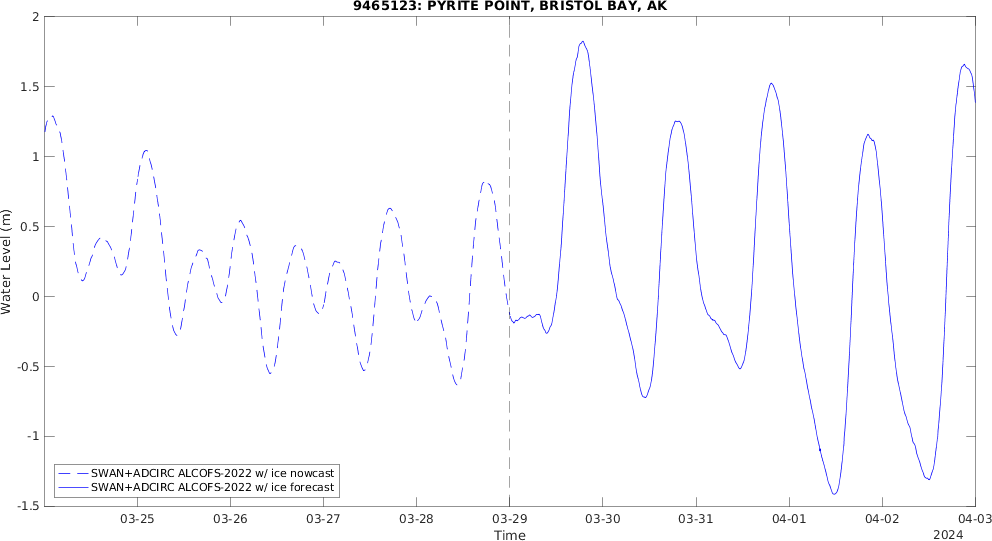 9465123: PYRITE POINT, BRISTOL BAY, AK
2
1.5
1
0.5
0
-0.5
-1
-1.5
Water Level (m)
SWAN+ADCIRC ALCOFS-2022 w/ ice nowcast
SWAN+ADCIRC ALCOFS-2022 w/ ice forecast
03-25 03-26 03-27 03-28 03-29 03-30 03-31 04-01 04-02 04-03
Time
2024